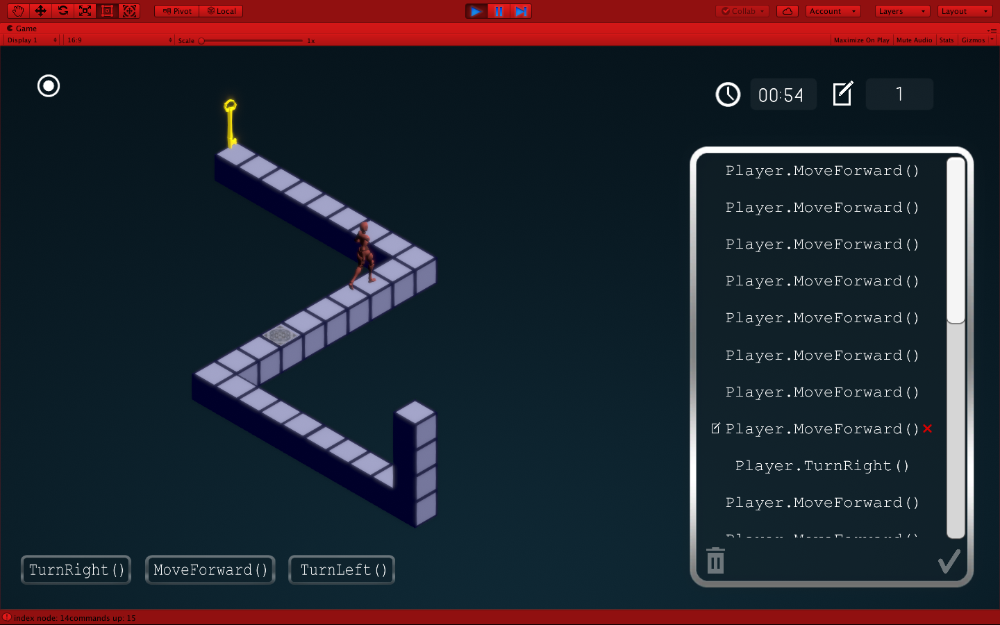 Pivot Local Collab Account Layers Layout
Game
Display 1 16:9 Scale 1x Maximize On Play Mute Audio Stats Gizmos
00:54 1
Player.MoveForward()
Player.MoveForward()
Player.MoveForward()
Player.MoveForward()
Player.MoveForward()
Player.MoveForward()
Player.MoveForward()
Player.MoveForward()
Player.TurnRight()
Player.MoveForward()
Player.MoveForward()
TurnRight() MoveForward() TurnLeft()
index node: 14commands up: 15